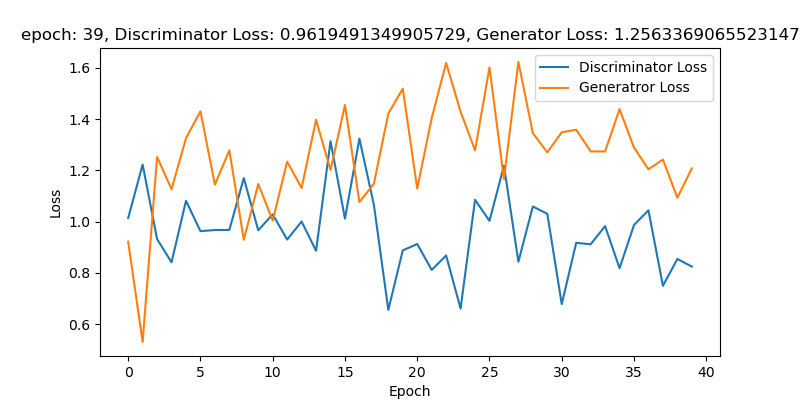 epoch: 39, Discriminator Loss: 0.9619491349905729, Generator Loss: 1.2563369065523147
Discriminator Loss
Generatror Loss
1.6
1.4
1.2
1.0
0.8
0.6
Loss
0 5 10 15 20 25 30 35 40
Epoch